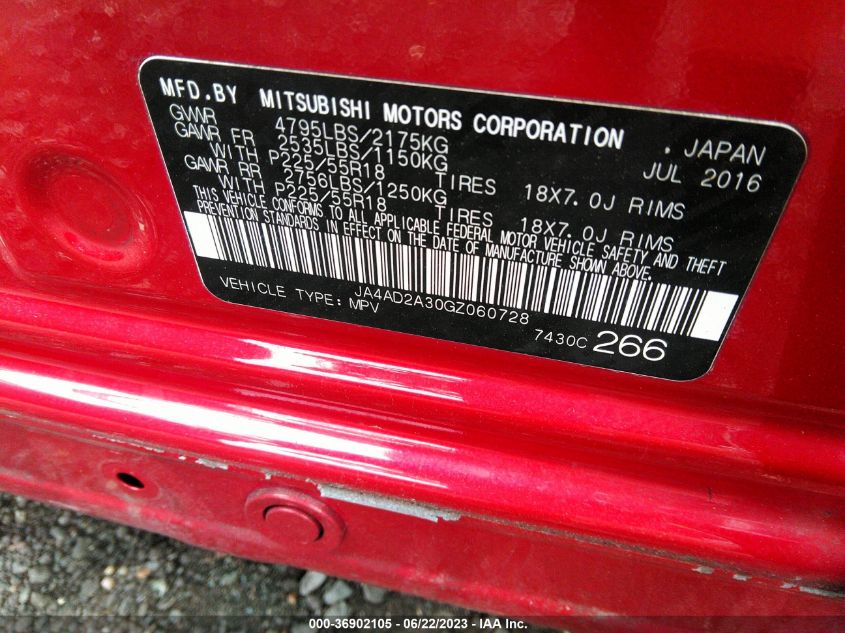 MFD.BY MITSUBISHI MOTORS CORPORATION . JAPAN
GVWR 4795LBS/2175KG JUL 2016
GAWR FR 2535LBS/1150KG
WITH P225/55R18 TIRES 18X7.0J RIMS
GAWR RR 2756LBS/1250KG
WITH P225/55R18 TIRES 18X7.0J RIMS
THIS VEHICLE CONFORMS TO ALL APPLICABLE FEDERAL MOTOR VEHICLE SAFETY AND THEFT
PREVENTION STANDARDS IN EFFECT ON THE DATE OF MANUFACTURE SHOWN ABOVE.
JA4AD2A30GZ060728
VEHICLE TYPE: MPV
7430C 266
000-36902105 - 06/22/2023 - IAA Inc.